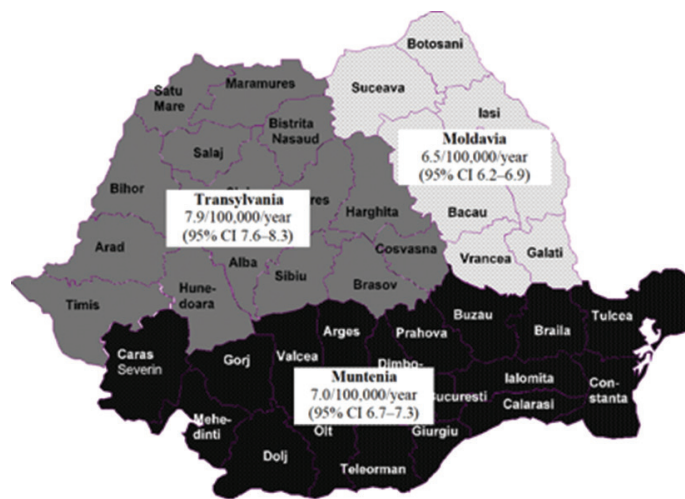 Botosani
Maramures
Satu
Mare
Suceava
Iasi
Bistrita
Nasaud
Salaj
Moldavia
6.5/100,000/year
(95% CI 6.2–6.9)
Bihor
Transylvania
7.9/100,000/year
(95% CI 7.6–8.3)
Harghita
Bacau
Arad
Cosvasna
Vrancea
Galati
Alba
Sibiu
Brasov
Timis
Hune-
doara
Buzau
Tulcea
Arges
Prahova
Braila
Caras
Severin
Gorj
Valcea
Muntenia
7.0/100,000/year
(95% CI 6.7–7.3)
Ialomita
Con-
stanta
Calarasi
Mehe-
dinti
Olt
Giurgiu
Dolj
Teleorman